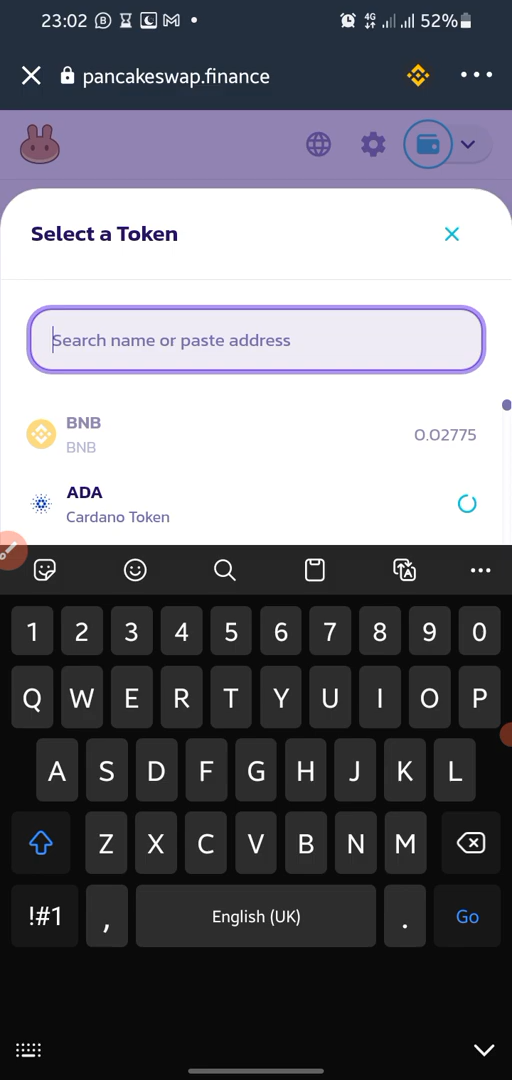 23:02 52%
pancakeswap.finance
Select a Token
Search name or paste address
BNB
BNB
0.02775
ADA
Cardano Token
1 2 3 4 5 6 7 8 9 0
Q W E R T Y U I O P
A S D F G H J K L
Z X C V B N M
!#1 , English (UK) . Go